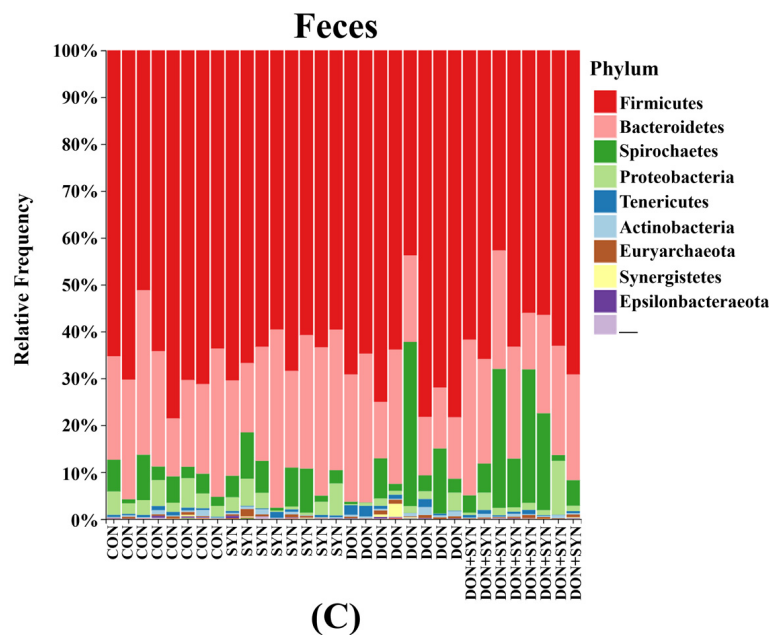 Feces
100%
90%
80%
70%
60%
50%
40%
30%
20%
10%
0%
Relative Frequency
Phylum
Firmicutes
Bacteroidetes
Spirochaetes
Proteobacteria
Tenericutes
Actinobacteria
Euryarchaeota
Synergistetes
Epsilonbacteraeota
__
CON
CON
CON
CON
CON
CON
CON
CON
SYN
SYN
SYN
SYN
SYN
SYN
SYN
SYN
DON
DON
DON
DON
DON
DON
DON
DON
DON+SYN
DON+SYN
DON+SYN
DON+SYN
DON+SYN
DON+SYN
DON+SYN
DON+SYN
(C)